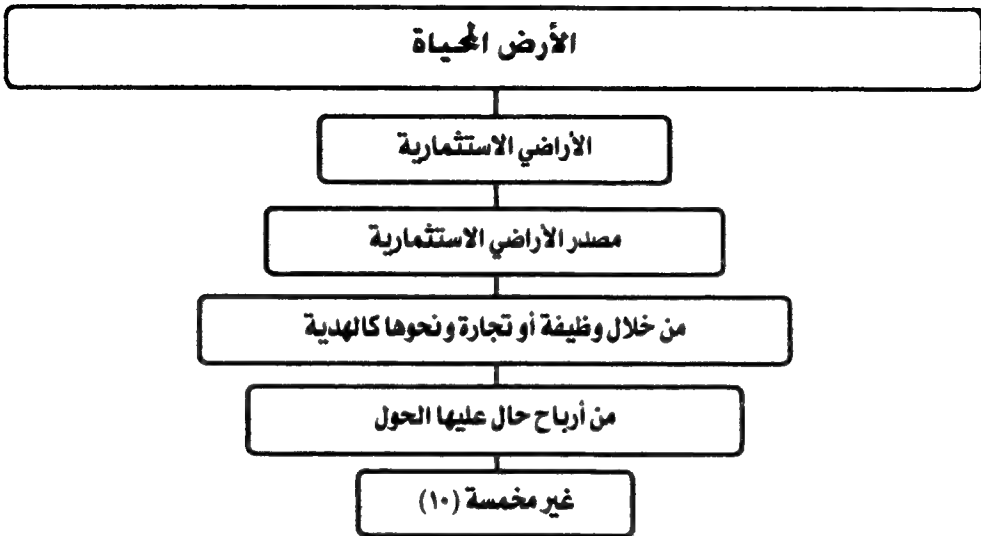 الأرض المحياة
الأراضي الاستثمارية
مصدر الأراضي الاستثمارية
من خلال وظيفة أو تجارة ونحوها كالهدية
من أرباح حال عليها الحول
غير مخمسة (١٠)